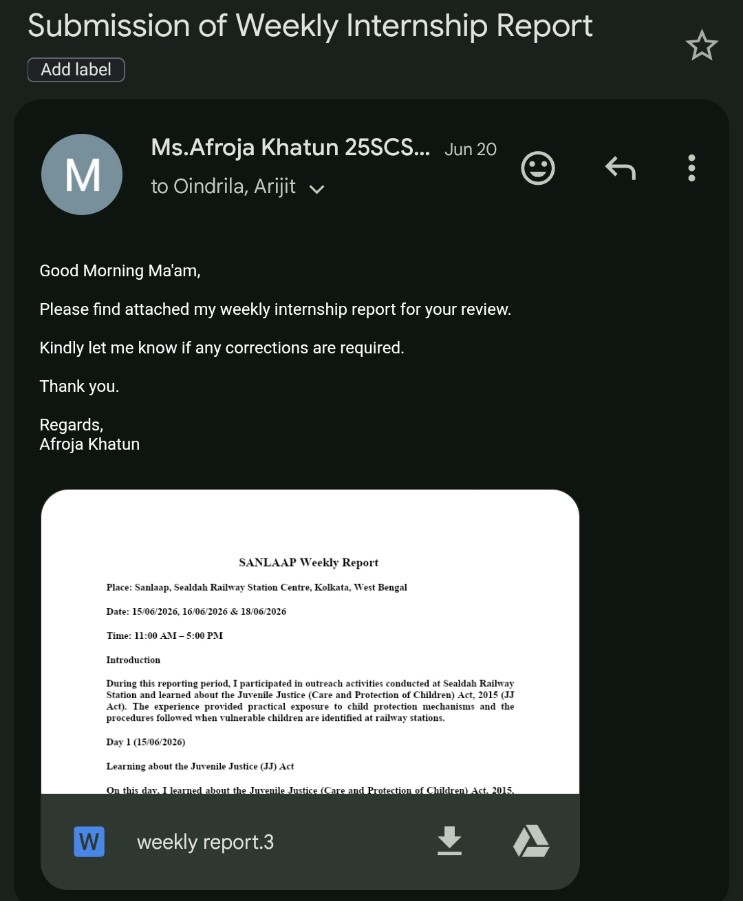 Submission of Weekly Internship Report
Add label
M
Ms.Afroja Khatun 25SCS... Jun 20
to Oindrila, Arijit
Good Morning Ma'am,
Please find attached my weekly internship report for your review.
Kindly let me know if any corrections are required.
Thank you.
Regards,
Afroja Khatun
SANLAAP Weekly Report
Place: Sanlaap, Sealdah Railway Station Centre, Kolkata, West Bengal
Date: 15/06/2026, 16/06/2026 & 18/06/2026
Time: 11:00 AM – 5:00 PM
Introduction
During this reporting period, I participated in outreach activities conducted at Sealdah Railway
Station and learned about the Juvenile Justice (Care and Protection of Children) Act, 2015 (JJ
Act). The experience provided practical exposure to child protection mechanisms and the
procedures followed when vulnerable children are identified at railway stations.
Day 1 (15/06/2026)
Learning about the Juvenile Justice (JJ) Act
On this day, I learned about the Juvenile Justice (Care and Protection of Children) Act, 2015,
W
weekly report.3